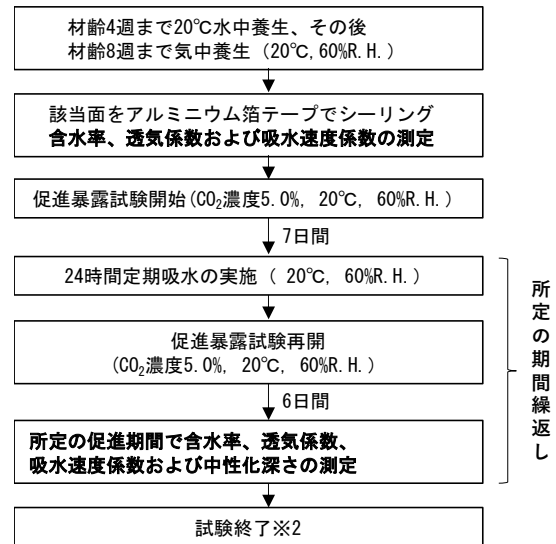 材齢4週まで20℃水中養生、その後
材齢8週まで気中養生（20℃,60%R.H.）
該当面をアルミニウム箔テープでシーリング
含水率、透気係数および吸水速度係数の測定
促進暴露試験開始(CO₂濃度5.0%, 20℃, 60%R.H.)
7日間
24時間定期吸水の実施（ 20℃, 60%R.H.）
促進暴露試験再開
(CO₂濃度5.0%, 20℃, 60%R.H.)
6日間
所定の促進期間で含水率、透気係数、
吸水速度係数および中性化深さの測定
試験終了※2
所定の期間繰返し